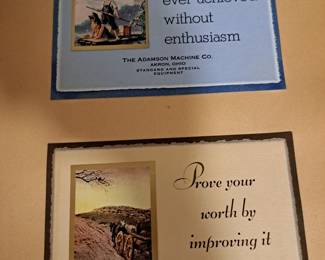 ever achieved
without
enthusiasm
THE ADAMSON MACHINE CO.
AKRON, OHIO
STANDARD AND SPECIAL
EQUIPMENT
Prove your
worth by
improving it